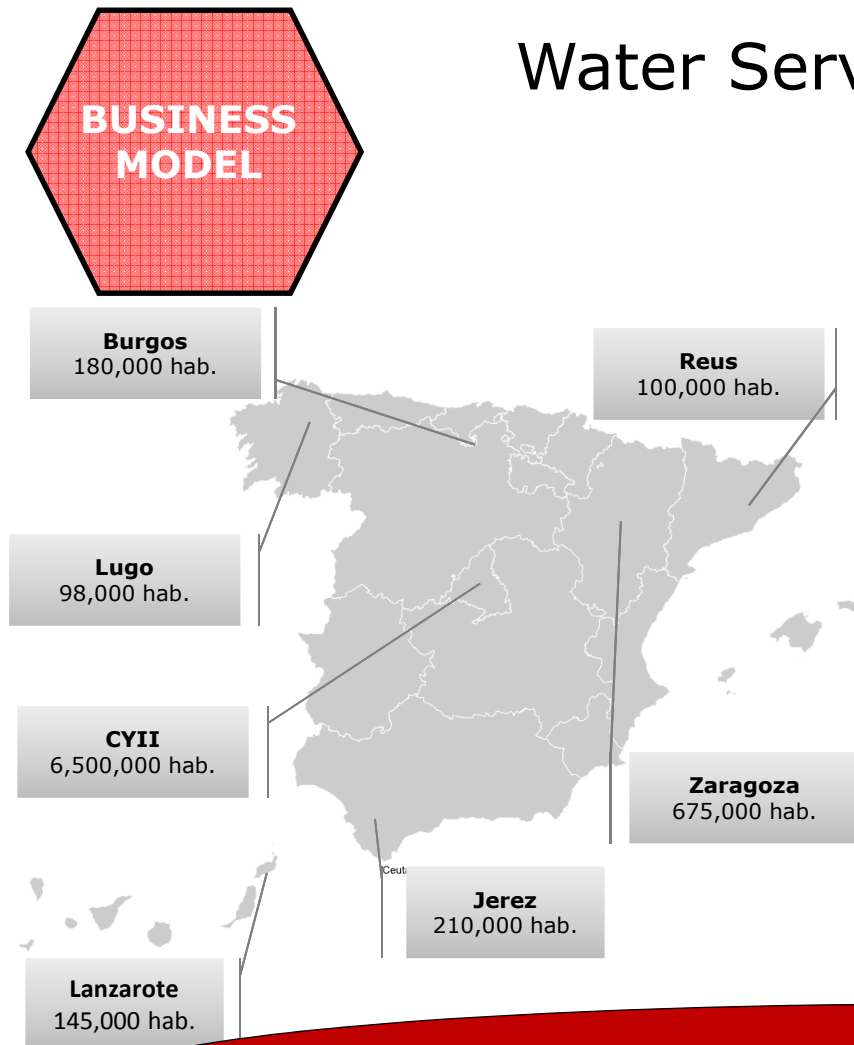 Water Serv
BUSINESS
MODEL
Burgos
180,000 hab.
Reus
100,000 hab.
Lugo
98,000 hab.
CYII
6,500,000 hab.
Zaragoza
675,000 hab.
Ceuta
Jerez
210,000 hab.
Lanzarote
145,000 hab.